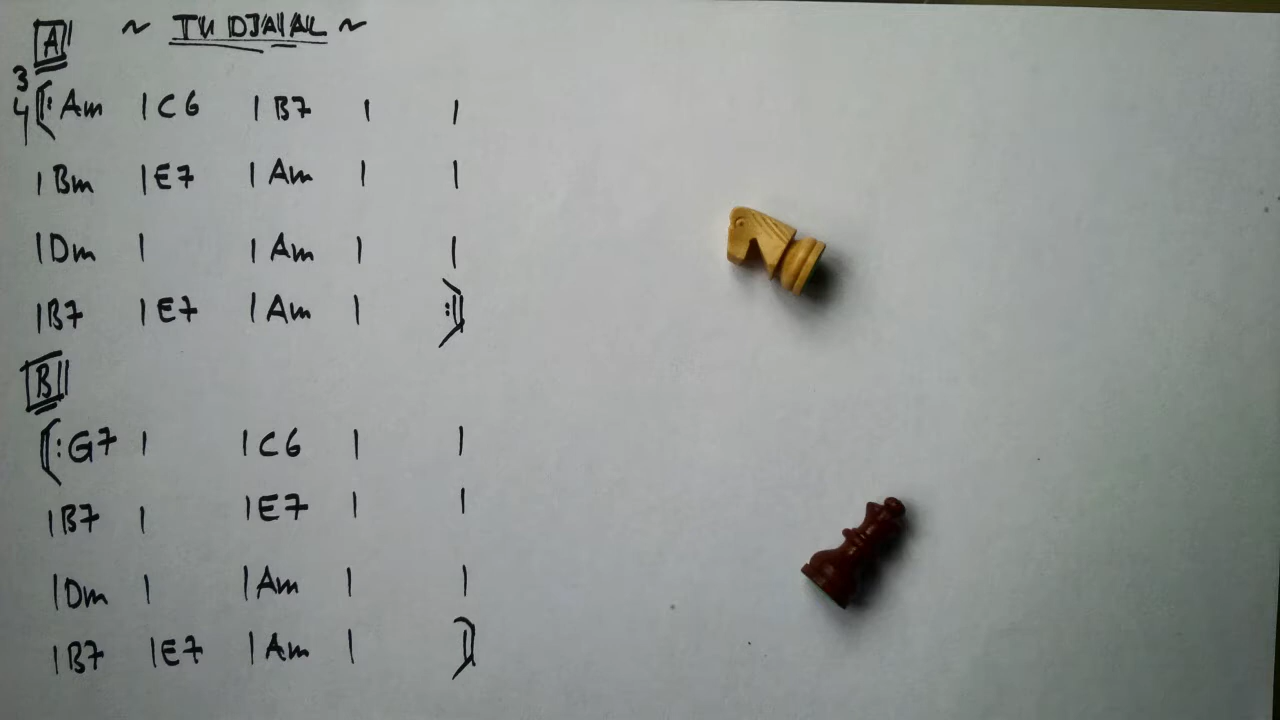 ~ TU DJAIAL ~
A
3
4 ‖: Am | C6 | B7 | |
| Bm | E7 | Am | |
| Dm | | Am | |
| B7 | E7 | Am | :‖
B
‖: G7 | | C6 | |
| B7 | | E7 | |
| Dm | | Am | |
| B7 | E7 | Am | ‖